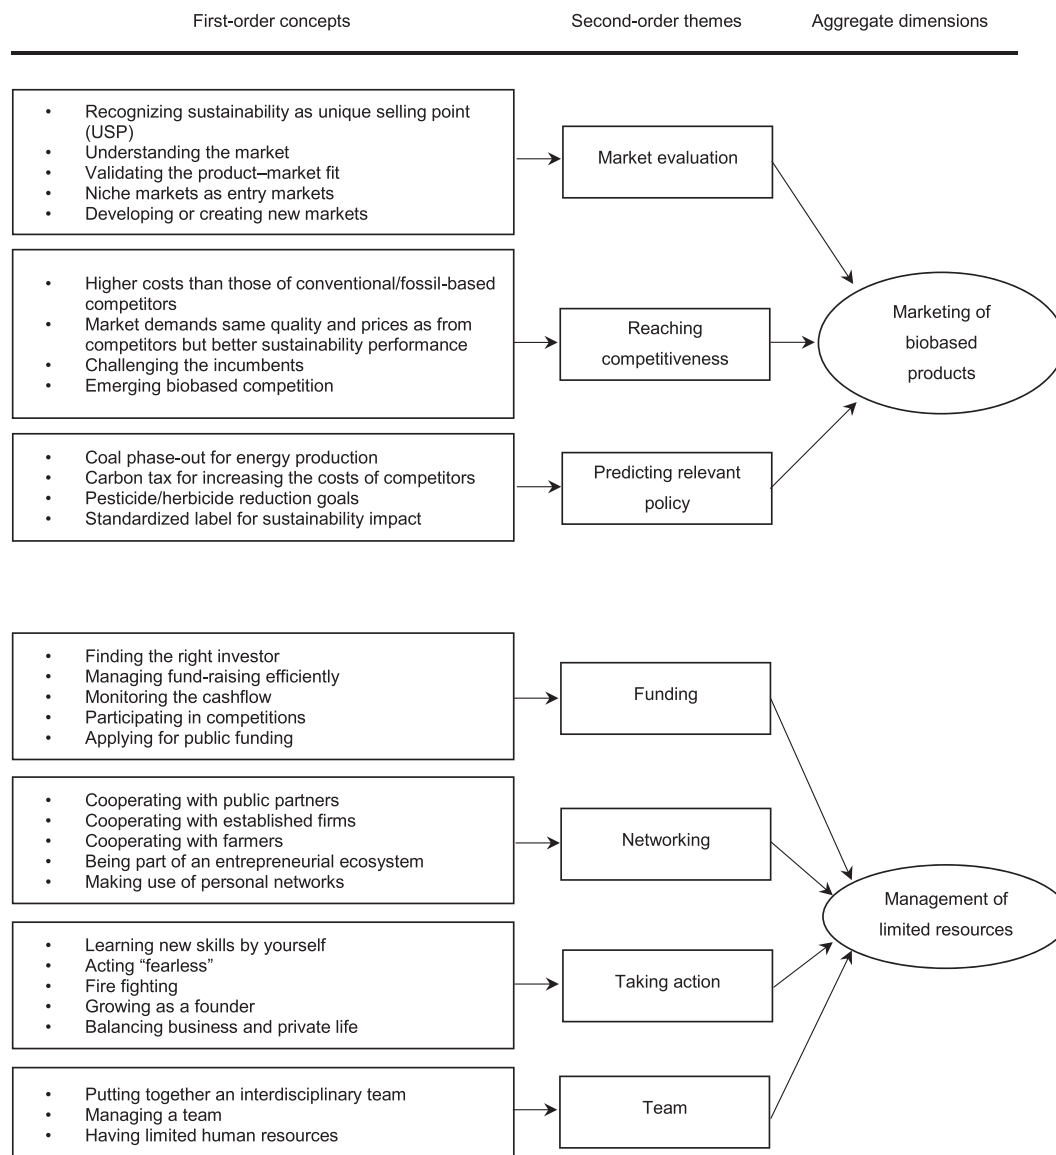 First-order concepts
Second-order themes
Aggregate dimensions
• Recognizing sustainability as unique selling point
(USP)
• Understanding the market
• Validating the product–market fit
• Niche markets as entry markets
• Developing or creating new markets
Market evaluation
• Higher costs than those of conventional/fossil-based
competitors
• Market demands same quality and prices as from
competitors but better sustainability performance
• Challenging the incumbents
• Emerging biobased competition
Reaching
competitiveness
Marketing of
biobased
products
• Coal phase-out for energy production
• Carbon tax for increasing the costs of competitors
• Pesticide/herbicide reduction goals
• Standardized label for sustainability impact
Predicting relevant
policy
• Finding the right investor
• Managing fund-raising efficiently
• Monitoring the cashflow
• Participating in competitions
• Applying for public funding
Funding
• Cooperating with public partners
• Cooperating with established firms
• Cooperating with farmers
• Being part of an entrepreneurial ecosystem
• Making use of personal networks
Networking
Management of
limited resources
• Learning new skills by yourself
• Acting “fearless”
• Fire fighting
• Growing as a founder
• Balancing business and private life
Taking action
• Putting together an interdisciplinary team
• Managing a team
• Having limited human resources
Team